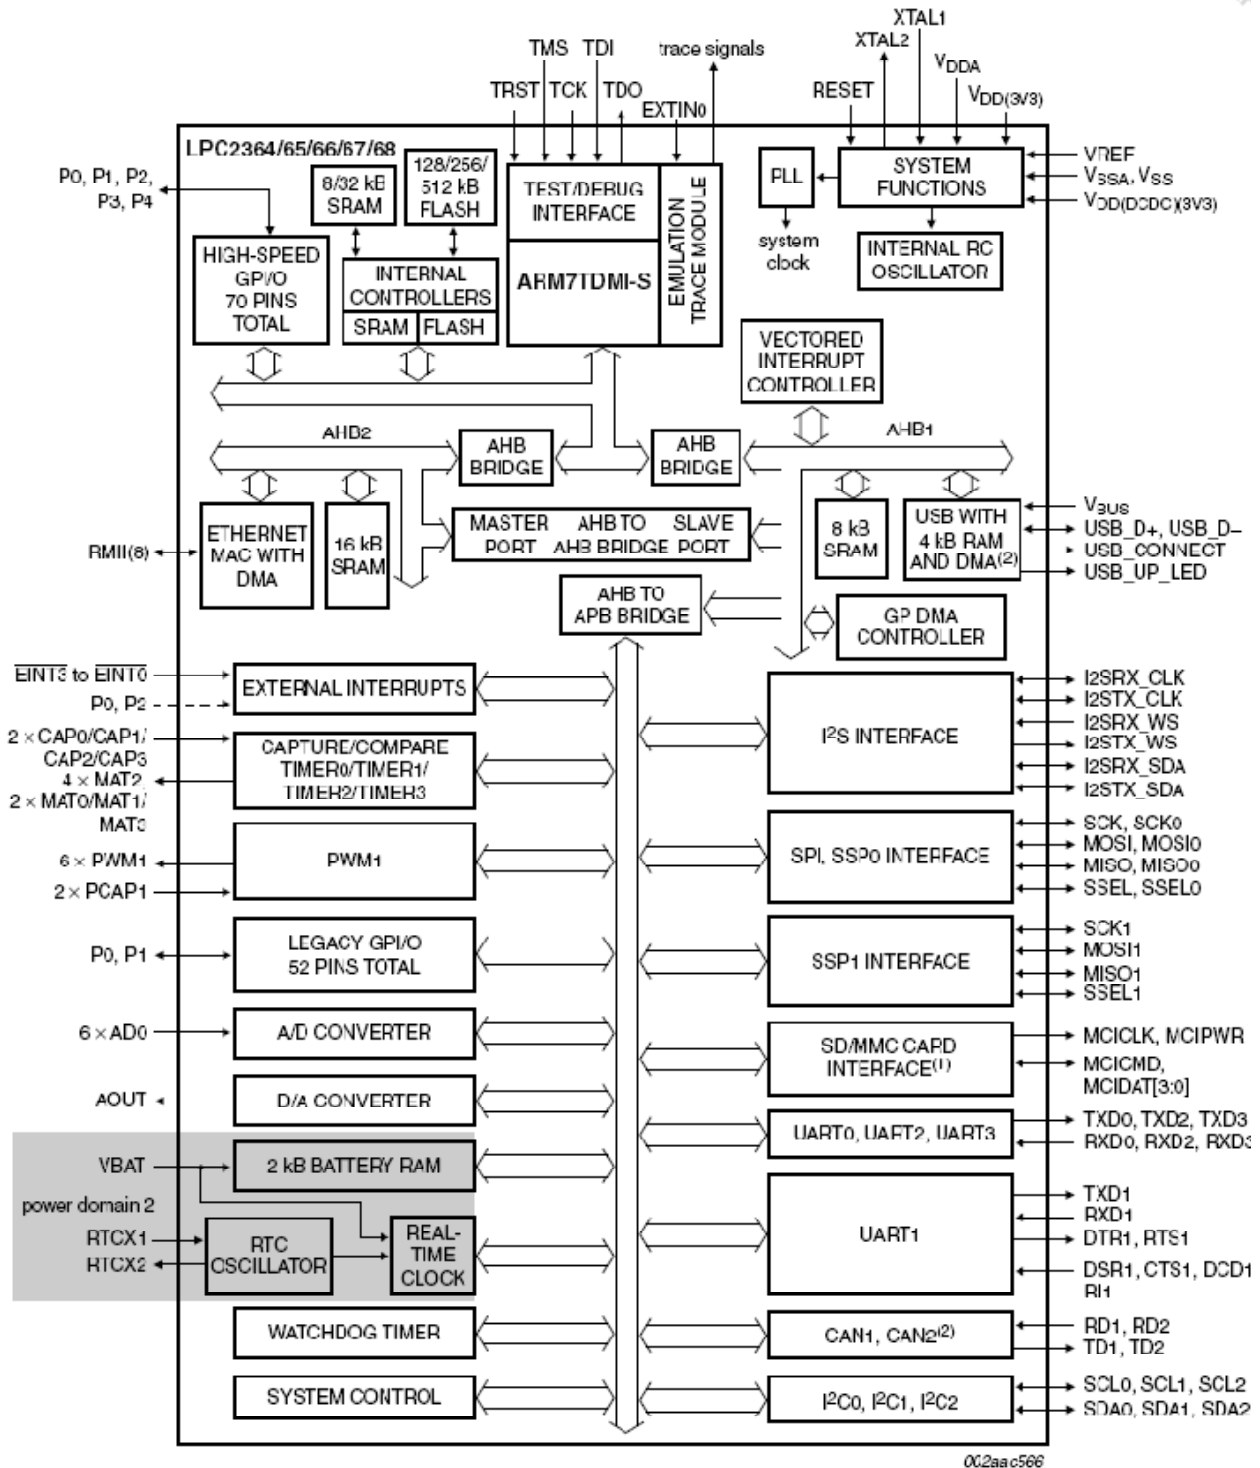 XTAL1
XTAL2
TMS TDI
trace signals
VDDA
TRST TCK TDO
RESET
VDD(3V3)
EXTIN0
LPC2364/65/66/67/68
P0, P1, P2,
P3, P4
8/32 kB
SRAM
128/256/
512 kB
FLASH
TEST/DEBUG
INTERFACE
EMULATION
TRACE MODULE
PLL
SYSTEM
FUNCTIONS
VREF
VSSA, VSS
VDD(DCDC)(3V3)
system
clock
HIGH-SPEED
GPI/O
70 PINS
TOTAL
INTERNAL
CONTROLLERS
SRAM FLASH
ARM7TDMI-S
INTERNAL RC
OSCILLATOR
VECTORED
INTERRUPT
CONTROLLER
AHB2
AHB
BRIDGE
AHB
BRIDGE
AHB1
ETHERNET
MAC WITH
DMA
16 kB
SRAM
MASTER AHB TO SLAVE
PORT AHB BRIDGE PORT
8 kB
SRAM
USB WITH
4 kB RAM
AND DMA(2)
VBUS
USB_D+, USB_D−
USB_CONNECT
USB_UP_LED
RMII(8)
AHB TO
APB BRIDGE
GP DMA
CONTROLLER
EINT3 to EINT0
P0, P2
EXTERNAL INTERRUPTS
I2SRX_CLK
I2STX_CLK
I2SRX_WS
I2STX_WS
I2SRX_SDA
I2STX_SDA
I2S INTERFACE
2 × CAP0/CAP1/
CAP2/CAP3
4 × MAT2,
2 × MAT0/MAT1/
MAT3
CAPTURE/COMPARE
TIMER0/TIMER1/
TIMER2/TIMER3
6 × PWM1
2 × PCAP1
PWM1
SPI, SSP0 INTERFACE
SCK, SCK0
MOSI, MOSI0
MISO, MISO0
SSEL, SSEL0
P0, P1
LEGACY GPI/O
52 PINS TOTAL
SSP1 INTERFACE
SCK1
MOSI1
MISO1
SSEL1
6 × AD0
A/D CONVERTER
SD/MMC CARD
INTERFACE(1)
MCICLK, MCIPWR
MCICMD,
MCIDAT[3:0]
AOUT
D/A CONVERTER
UART0, UART2, UART3
TXD0, TXD2, TXD3
RXD0, RXD2, RXD3
VBAT
2 kB BATTERY RAM
power domain 2
RTCX1
RTCX2
RTC
OSCILLATOR
REAL-
TIME
CLOCK
UART1
TXD1
RXD1
DTR1, RTS1
DSR1, CTS1, DCD1,
RI1
WATCHDOG TIMER
CAN1, CAN2(2)
RD1, RD2
TD1, TD2
SYSTEM CONTROL
I2C0, I2C1, I2C2
SCL0, SCL1, SCL2
SDA0, SDA1, SDA2
002aac566